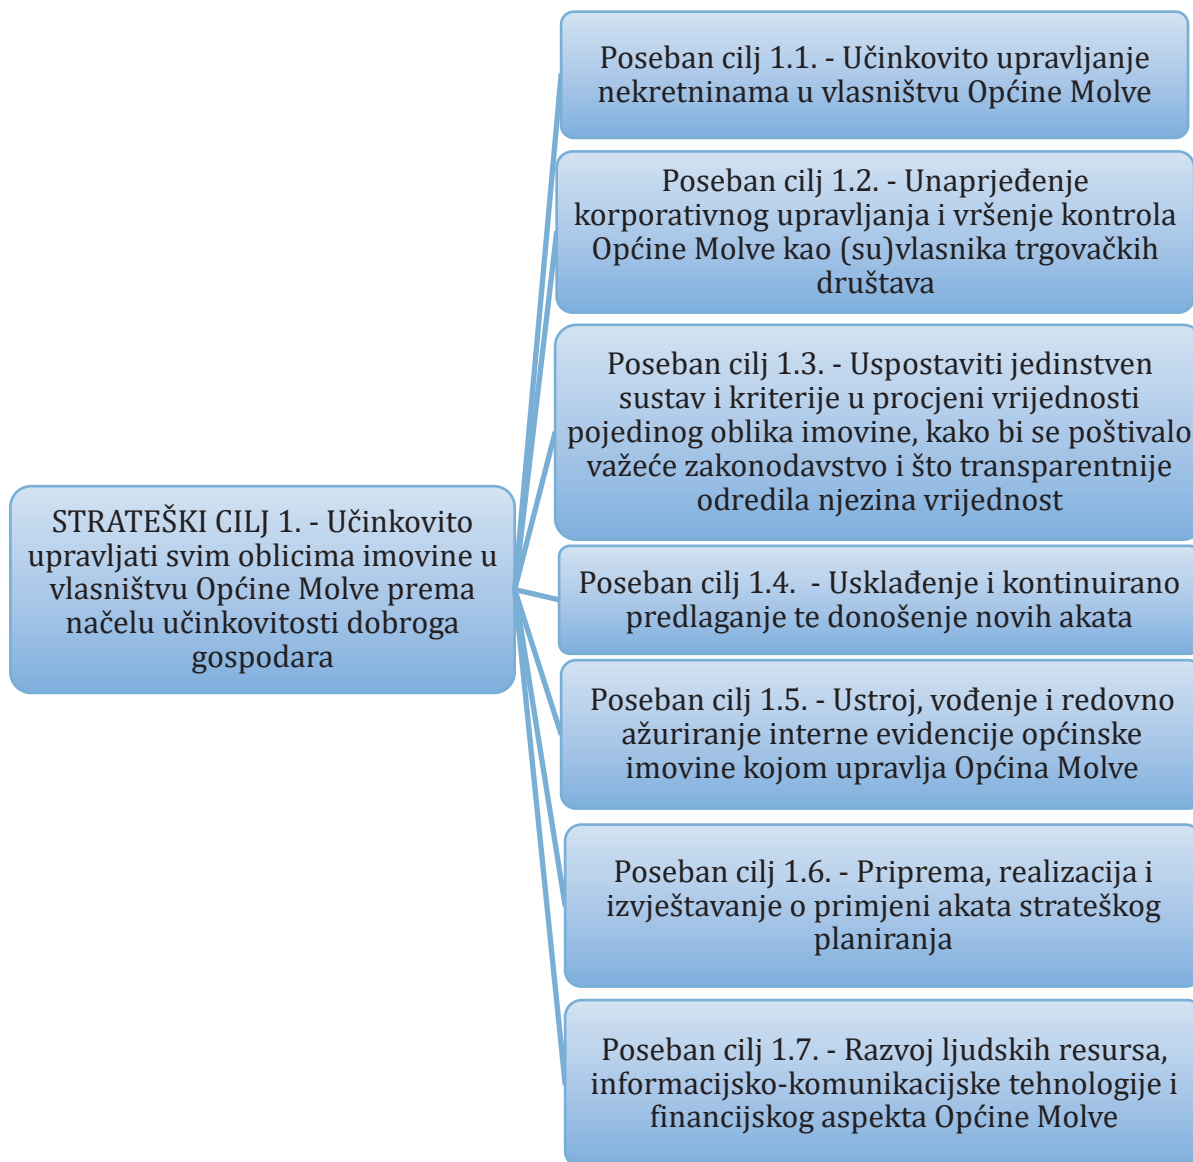 STRATEŠKI CILJ 1. - Učinkovito
upravljati svim oblicima imovine u
vlasništvu Općine Molve prema
načelu učinkovitosti dobroga
gospodara
Poseban cilj 1.1. - Učinkovito upravljanje
nekretninama u vlasništvu Općine Molve
Poseban cilj 1.2. - Unaprjeđenje
korporativnog upravljanja i vršenje kontrola
Općine Molve kao (su)vlasnika trgovačkih
društava
Poseban cilj 1.3. - Uspostaviti jedinstven
sustav i kriterije u procjeni vrijednosti
pojedinog oblika imovine, kako bi se poštivalo
važeće zakonodavstvo i što transparentnije
odredila njezina vrijednost
Poseban cilj 1.4.  - Usklađenje i kontinuirano
predlaganje te donošenje novih akata
Poseban cilj 1.5. - Ustroj, vođenje i redovno
ažuriranje interne evidencije općinske
imovine kojom upravlja Općina Molve
Poseban cilj 1.6. - Priprema, realizacija i
izvještavanje o primjeni akata strateškog
planiranja
Poseban cilj 1.7. - Razvoj ljudskih resursa,
informacijsko-komunikacijske tehnologije i
financijskog aspekta Općine Molve